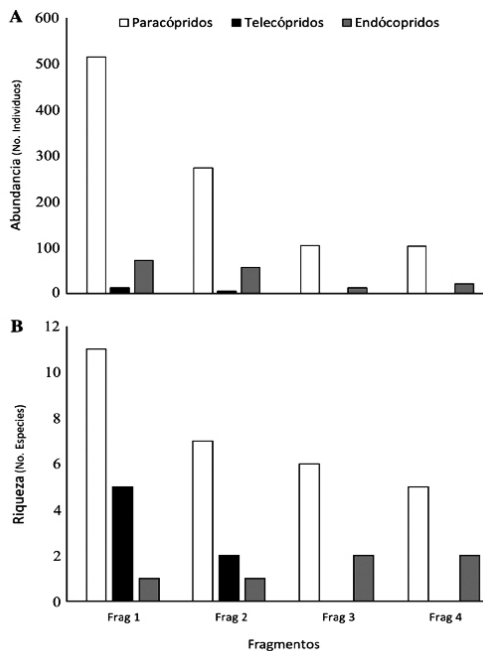 A
Paracópridos Telecópridos Endócopridos
Abundancia (No. Individuos)
600
500
400
300
200
100
0
B
Riqueza (No. Especies)
12
10
8
6
4
2
0
Frag 1 Frag 2 Frag 3 Frag 4
Fragmentos